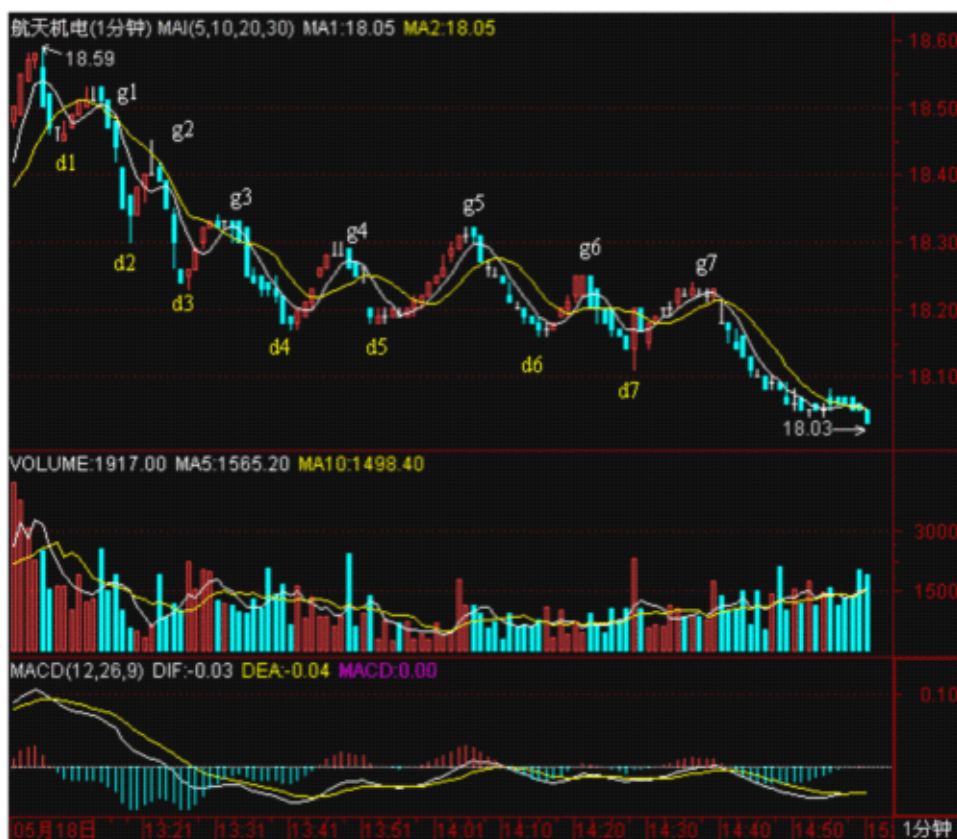 航天机电(1分钟) MAI(5,10,20,30) MA1:18.05 MA2:18.05
18.60
18.59
g1
18.50
g2
d1
18.40
g3
g5
g4
g6
18.30
g7
d2
d3
18.20
d4
d5
d6
d7
18.10
18.03
VOLUME:1917.00 MA5:1565.20 MA10:1498.40
3000
1500
MACD(12,26,9) DIF:-0.03 DEA:-0.04 MACD:0.00
0.10
05月18日 13:21 13:31 13:41 13:51 14:01 14:10 14:20 14:30 14:40 14:50 1分钟